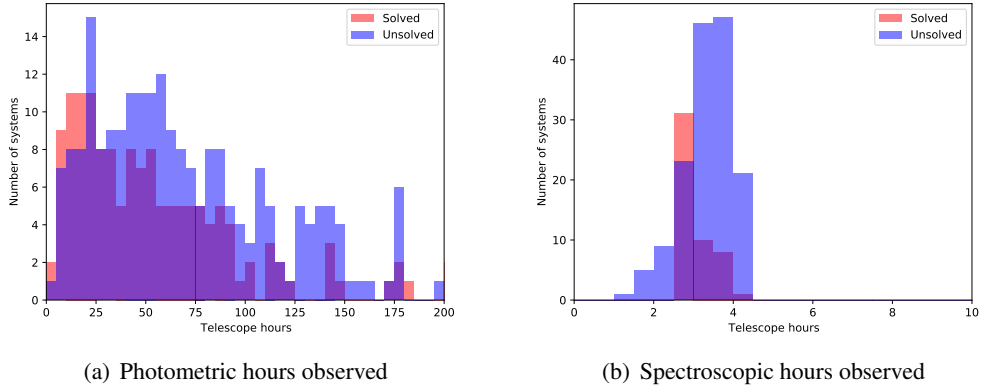 Solved
Unsolved
14
12
10
8
6
4
2
0
Number of systems
0 25 50 75 100 125 150 175 200
Telescope hours
(a) Photometric hours observed
Solved
Unsolved
40
30
20
10
0
Number of systems
0 2 4 6 8 10
Telescope hours
(b) Spectroscopic hours observed